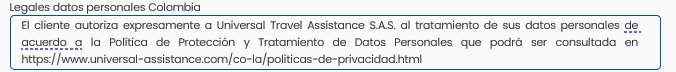 Legales datos personales Colombia
El cliente autoriza expresamente a Universal Travel Assistance S.A.S. al tratamiento de sus datos personales de
acuerdo a la Política de Protección y Tratamiento de Datos Personales que podrá ser consultada en
https://www.universal-assistance.com/co-la/politicas-de-privacidad.html